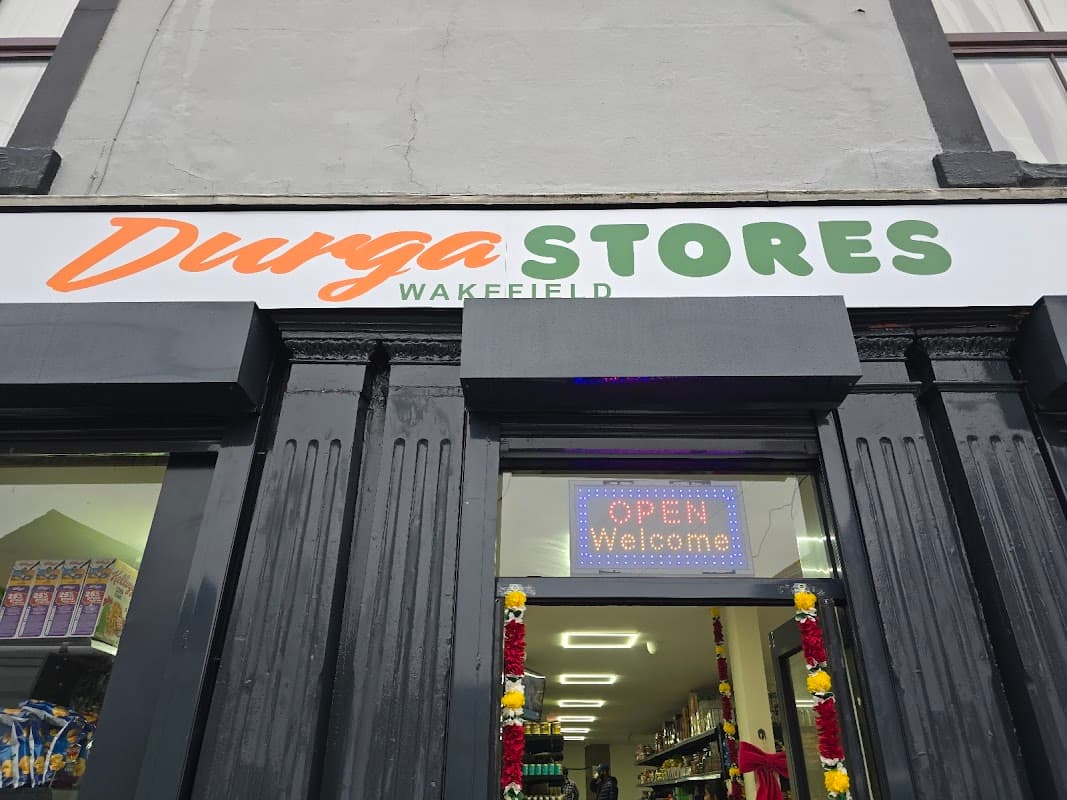 Durga STORES
WAKEFIELD
OPEN
Welcome